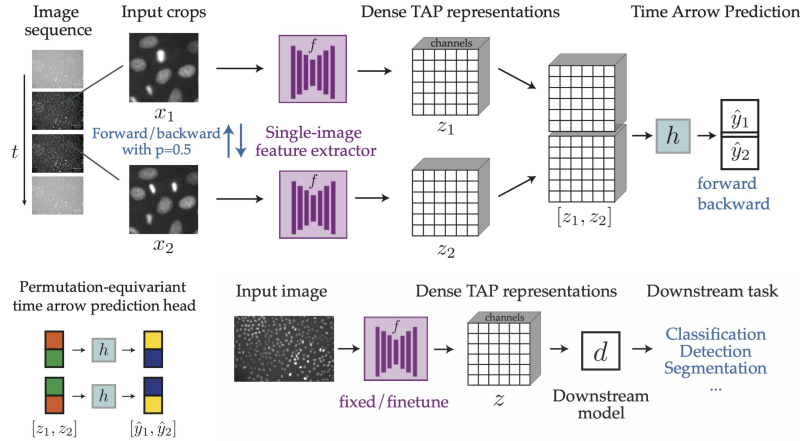 Image
sequence
Input crops
Dense TAP representations
Time Arrow Prediction
t
x₁
f
channels
z₁
Forward/backward
with p=0.5
Single-image
feature extractor
x₂
f
z₂
[z₁, z₂]
h
ŷ₁
ŷ₂
forward
backward
Permutation-equivariant
time arrow prediction head
h
h
[z₁, z₂]
[ŷ₁, ŷ₂]
Input image
Dense TAP representations
Downstream task
f
fixed/finetune
channels
z
d
Downstream
model
Classification
Detection
Segmentation
...